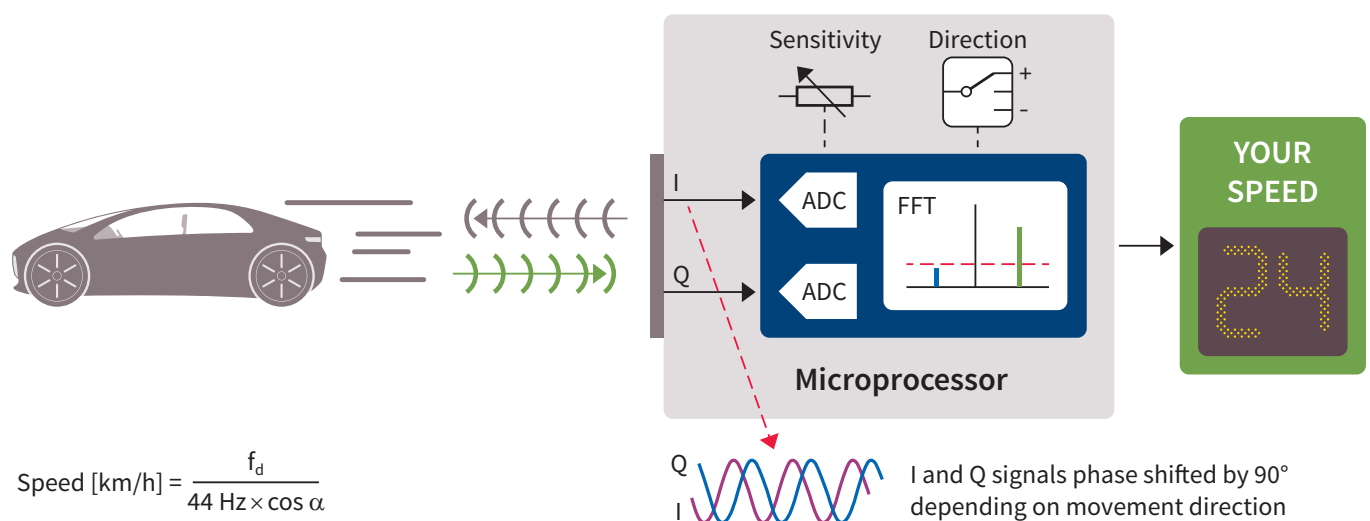 Sensitivity
Direction
+
-
YOUR
SPEED
I
ADC
FFT
Q
ADC
24
Microprocessor
Speed [km/h] = f_d / 44 Hz × cos α
Q
I
I and Q signals phase shifted by 90°
depending on movement direction